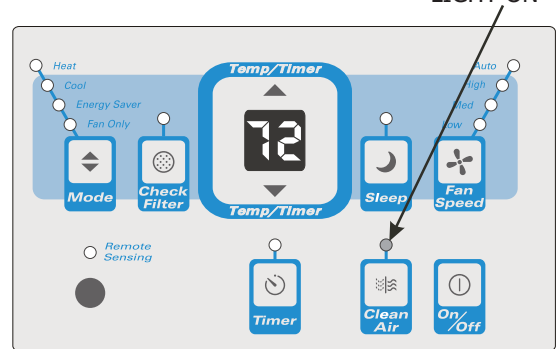 LIGHT ON
Temp/Timer
Heat
Cool
Energy Saver
Fan Only
Auto
High
Med
Low
72
Mode
Check
Filter
Sleep
Fan
Speed
Temp/Timer
Remote
Sensing
Timer
Clean
Air
On/Off